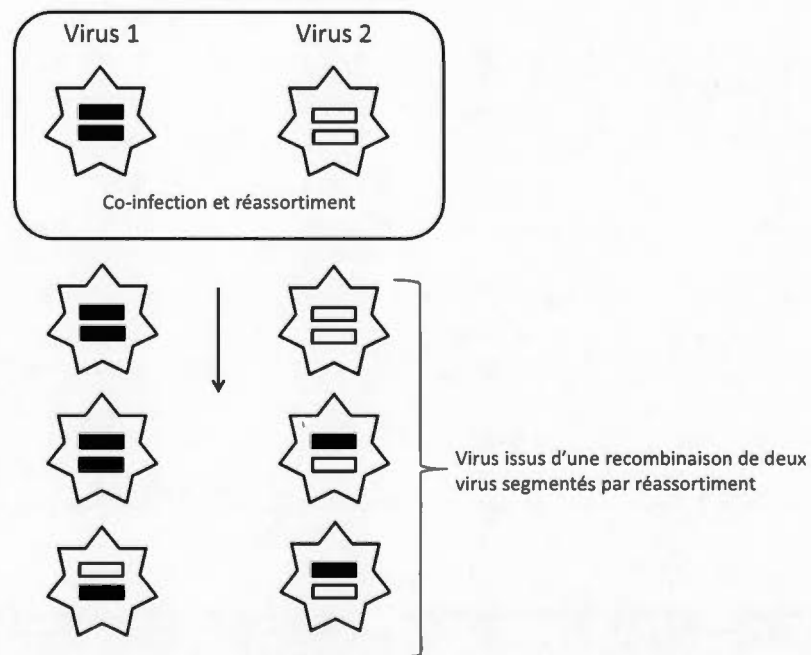 Virus 1
Virus 2
Co-infection et réassortiment
Virus issus d'une recombinaison de deux
virus segmentés par réassortiment